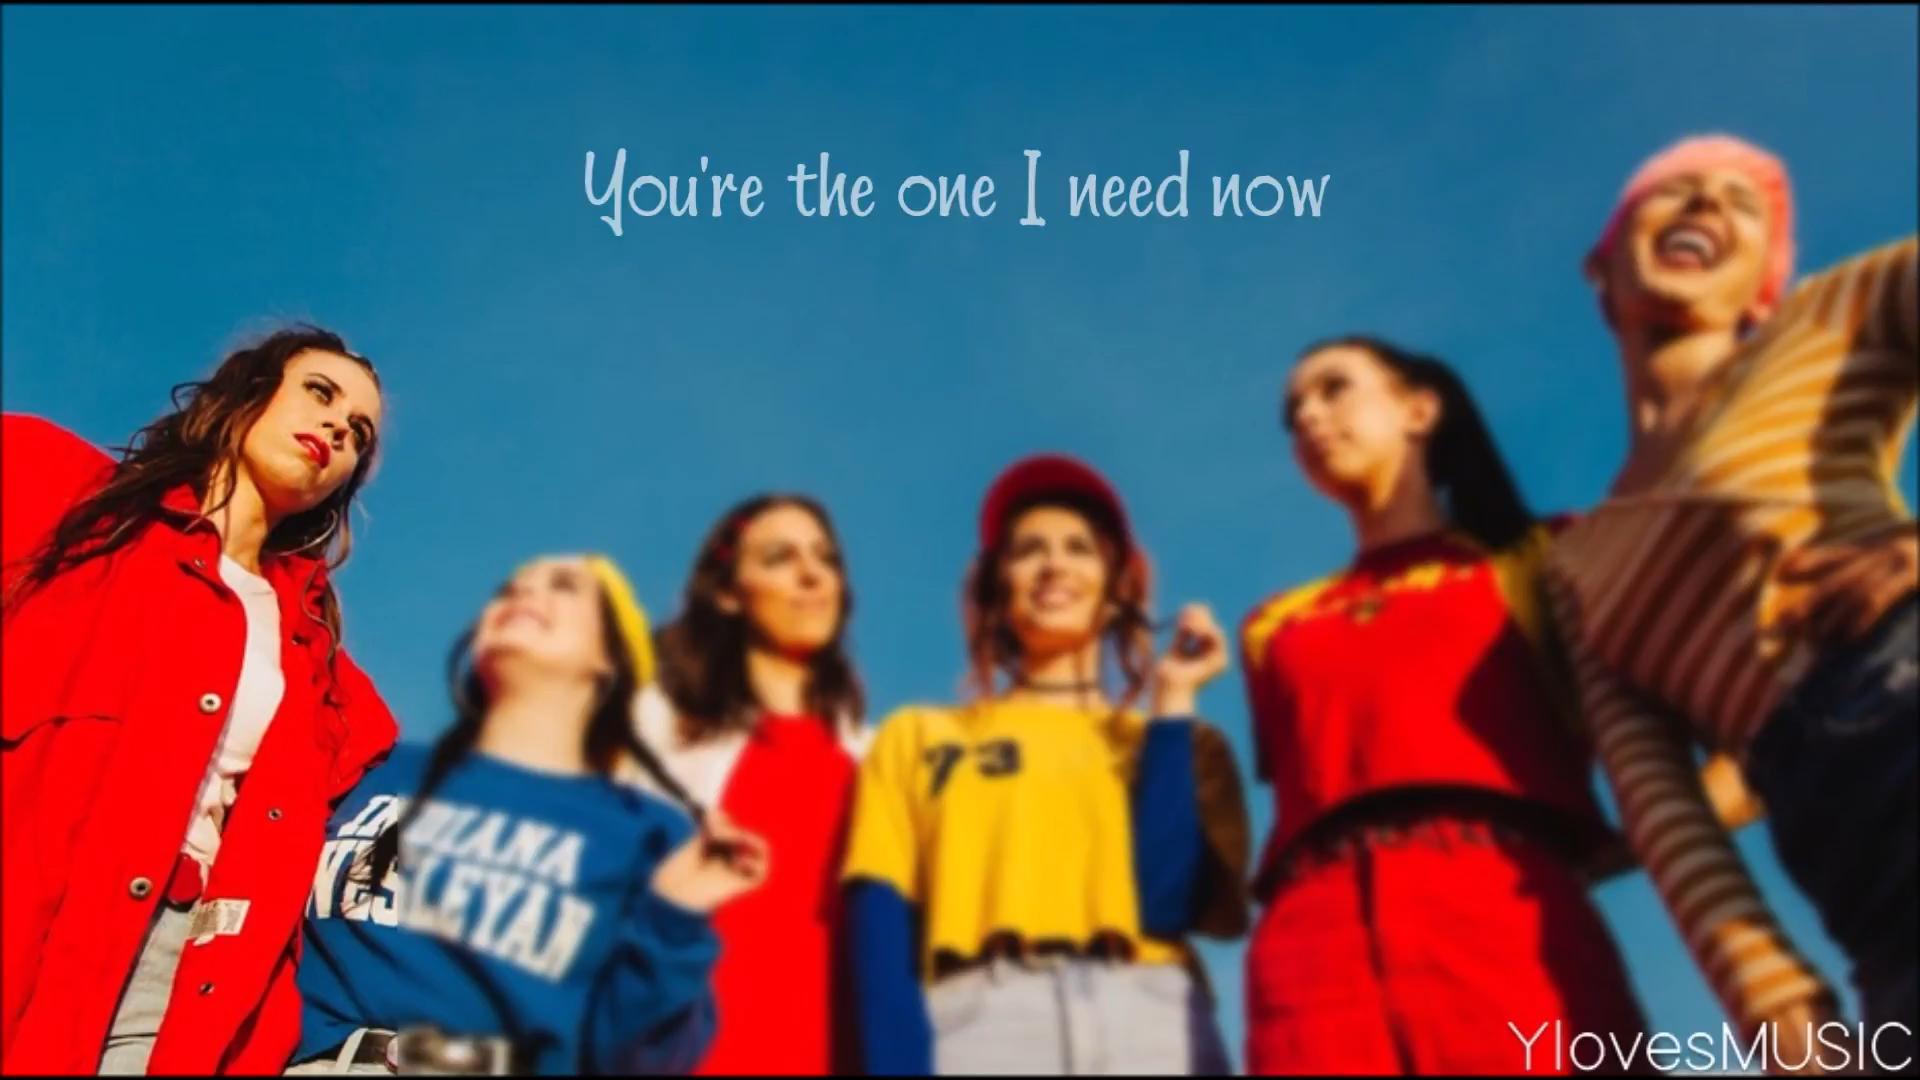 You're the one I need now
73
INDIANA
WESLEYAN
YlovesMUSIC